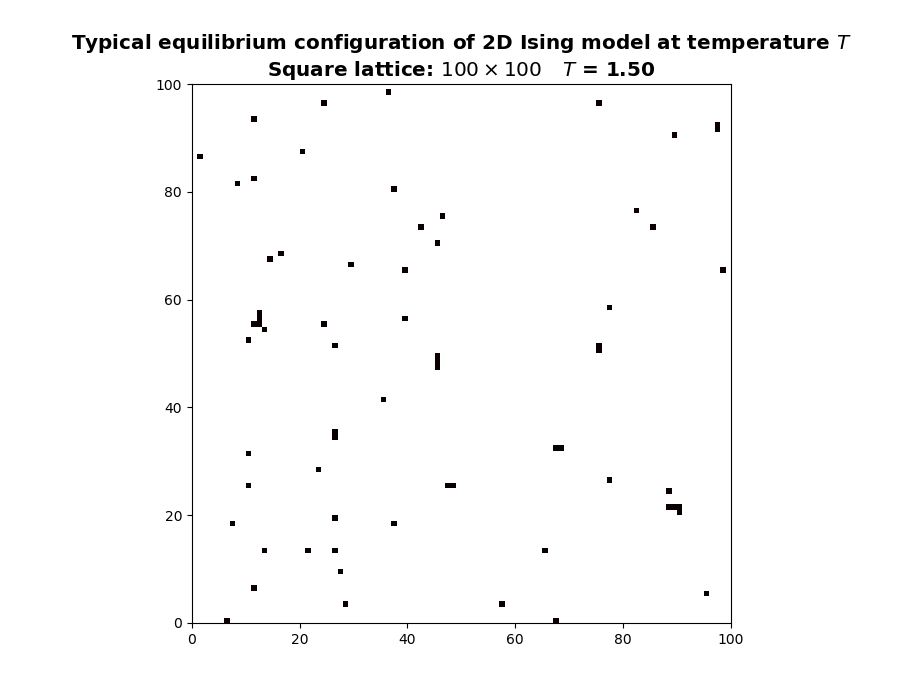 Typical equilibrium configuration of 2D Ising model at temperature T
Square lattice: 100 × 100 T = 1.50
100
80
60
40
20
0
0 20 40 60 80 100